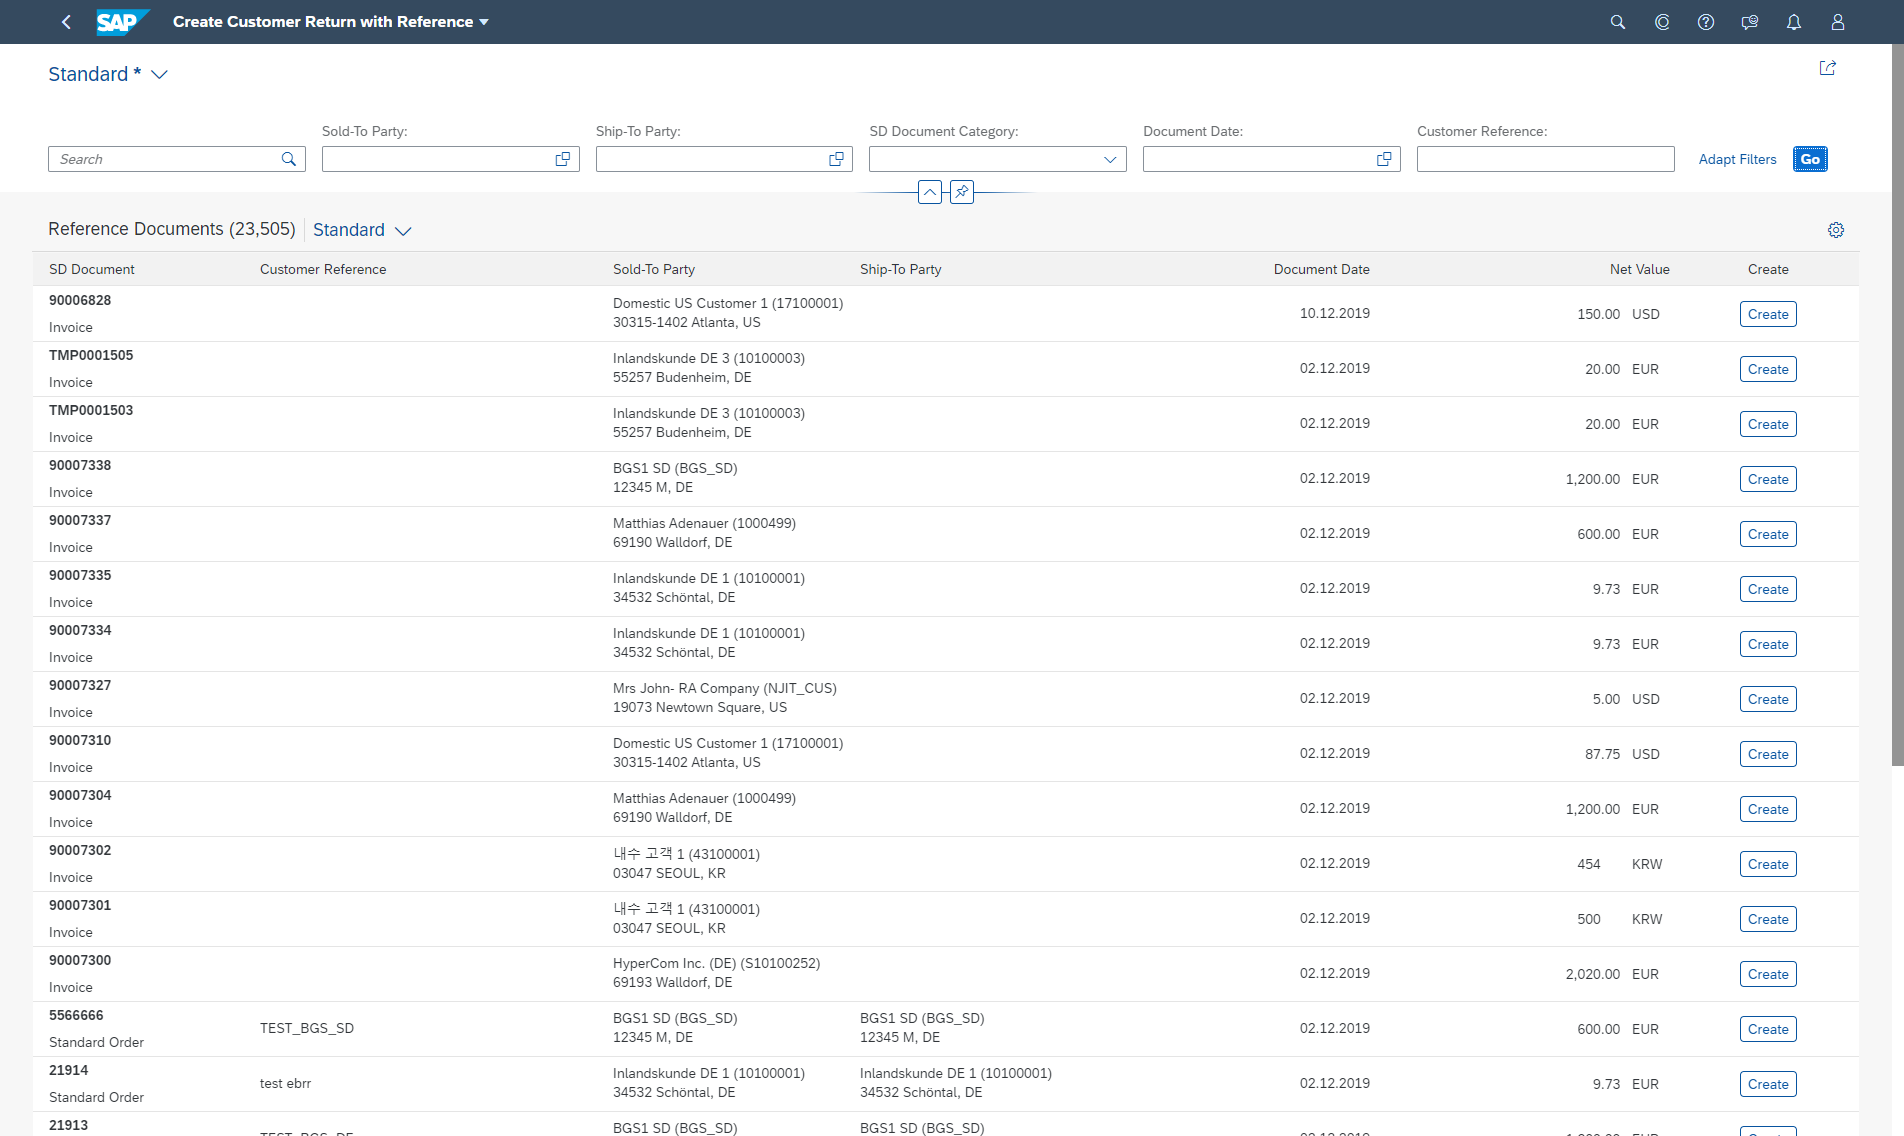 SAP Create Customer Return with Reference
Standard *
Sold-To Party: Ship-To Party: SD Document Category: Document Date: Customer Reference:
Search Adapt Filters Go
Reference Documents (23,505) Standard
SD Document Customer Reference Sold-To Party Ship-To Party Document Date Net Value Create
90006828
Invoice
Domestic US Customer 1 (17100001)
30315-1402 Atlanta, US
10.12.2019 150.00 USD Create
TMP0001505
Invoice
Inlandskunde DE 3 (10100003)
55257 Budenheim, DE
02.12.2019 20.00 EUR Create
TMP0001503
Invoice
Inlandskunde DE 3 (10100003)
55257 Budenheim, DE
02.12.2019 20.00 EUR Create
90007338
Invoice
BGS1 SD (BGS_SD)
12345 M, DE
02.12.2019 1,200.00 EUR Create
90007337
Invoice
Matthias Adenauer (1000499)
69190 Walldorf, DE
02.12.2019 600.00 EUR Create
90007335
Invoice
Inlandskunde DE 1 (10100001)
34532 Schöntal, DE
02.12.2019 9.73 EUR Create
90007334
Invoice
Inlandskunde DE 1 (10100001)
34532 Schöntal, DE
02.12.2019 9.73 EUR Create
90007327
Invoice
Mrs John- RA Company (NJIT_CUS)
19073 Newtown Square, US
02.12.2019 5.00 USD Create
90007310
Invoice
Domestic US Customer 1 (17100001)
30315-1402 Atlanta, US
02.12.2019 87.75 USD Create
90007304
Invoice
Matthias Adenauer (1000499)
69190 Walldorf, DE
02.12.2019 1,200.00 EUR Create
90007302
Invoice
내수 고객 1 (43100001)
03047 SEOUL, KR
02.12.2019 454 KRW Create
90007301
Invoice
내수 고객 1 (43100001)
03047 SEOUL, KR
02.12.2019 500 KRW Create
90007300
Invoice
HyperCom Inc. (DE) (S10100252)
69193 Walldorf, DE
02.12.2019 2,020.00 EUR Create
5566666
Standard Order
TEST_BGS_SD
BGS1 SD (BGS_SD)
12345 M, DE
BGS1 SD (BGS_SD)
12345 M, DE
02.12.2019 600.00 EUR Create
21914
Standard Order
test ebrr
Inlandskunde DE 1 (10100001)
34532 Schöntal, DE
Inlandskunde DE 1 (10100001)
34532 Schöntal, DE
02.12.2019 9.73 EUR Create
21913
BGS1 SD (BGS_SD)
BGS1 SD (BGS_SD)